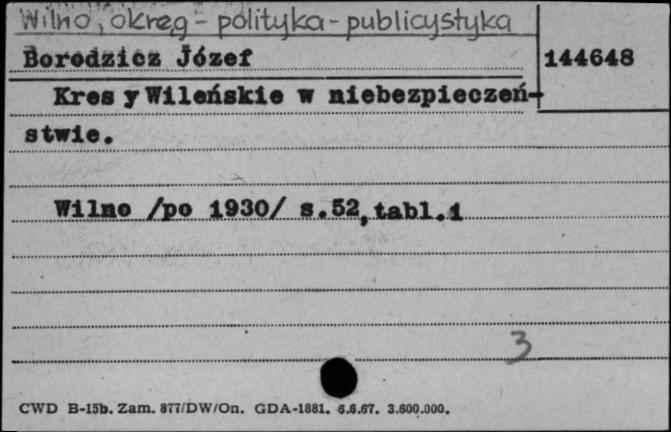 Wilno, okręg - polityka - publicystyka
Borodzicz Józef
144648
Kresy Wileńskie w niebezpieczeń-
stwie.
Wilno /po 1930/ s.52, tabl.1
3
CWD B-15b. Zam. 877/DW/On. GDA-1881. 6.6.67. 3.600.000.